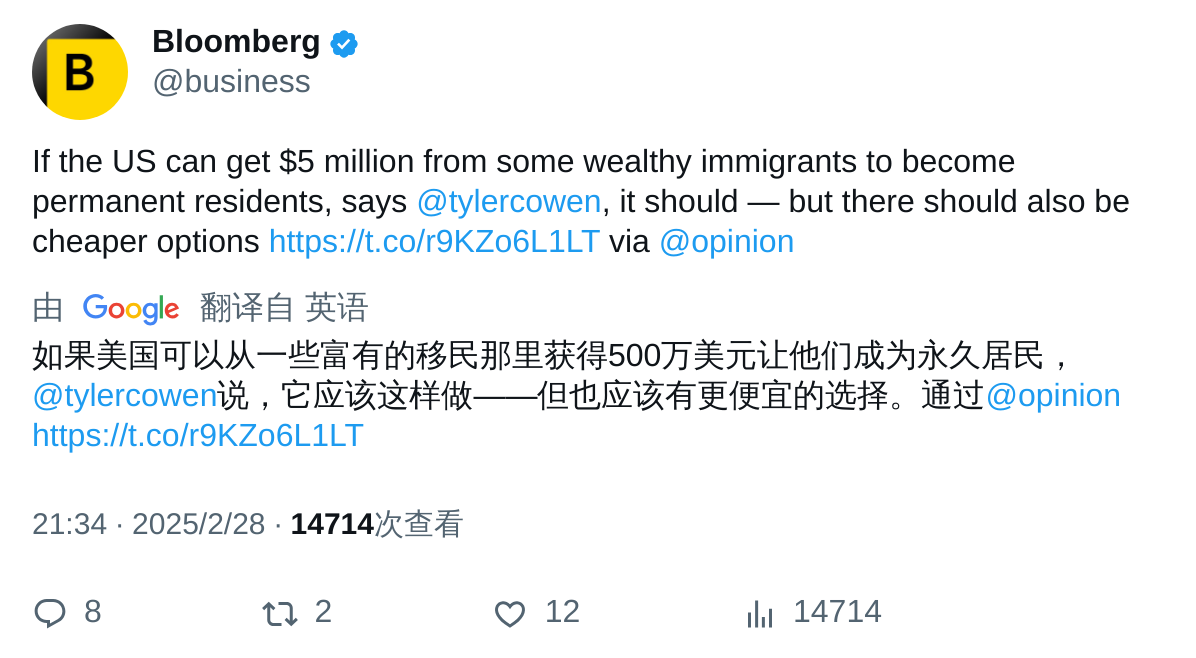 B
Bloomberg
@business
If the US can get $5 million from some wealthy immigrants to become
permanent residents, says @tylercowen, it should — but there should also be
cheaper options https://t.co/r9KZo6L1LT via @opinion
由 Google 翻译自 英语
如果美国可以从一些富有的移民那里获得500万美元让他们成为永久居民，
@tylercowen说，它应该这样做——但也应该有更便宜的选择。通过@opinion
https://t.co/r9KZo6L1LT
21:34 · 2025/2/28 · 14714次查看
8 2 12 14714